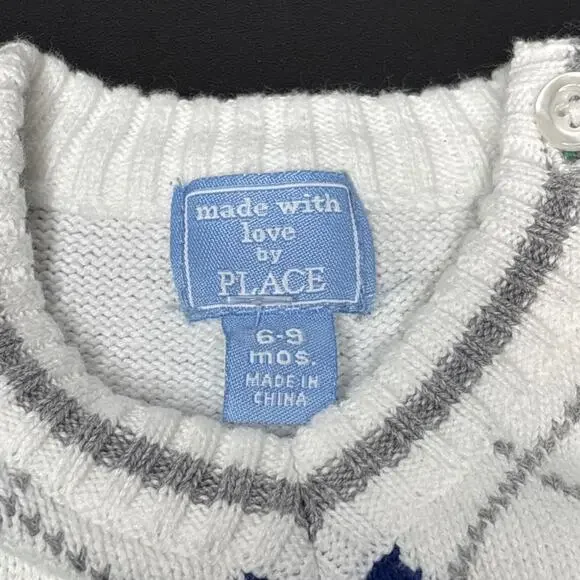 made with
love
by
PLACE
6-9
mos.
MADE IN
CHINA